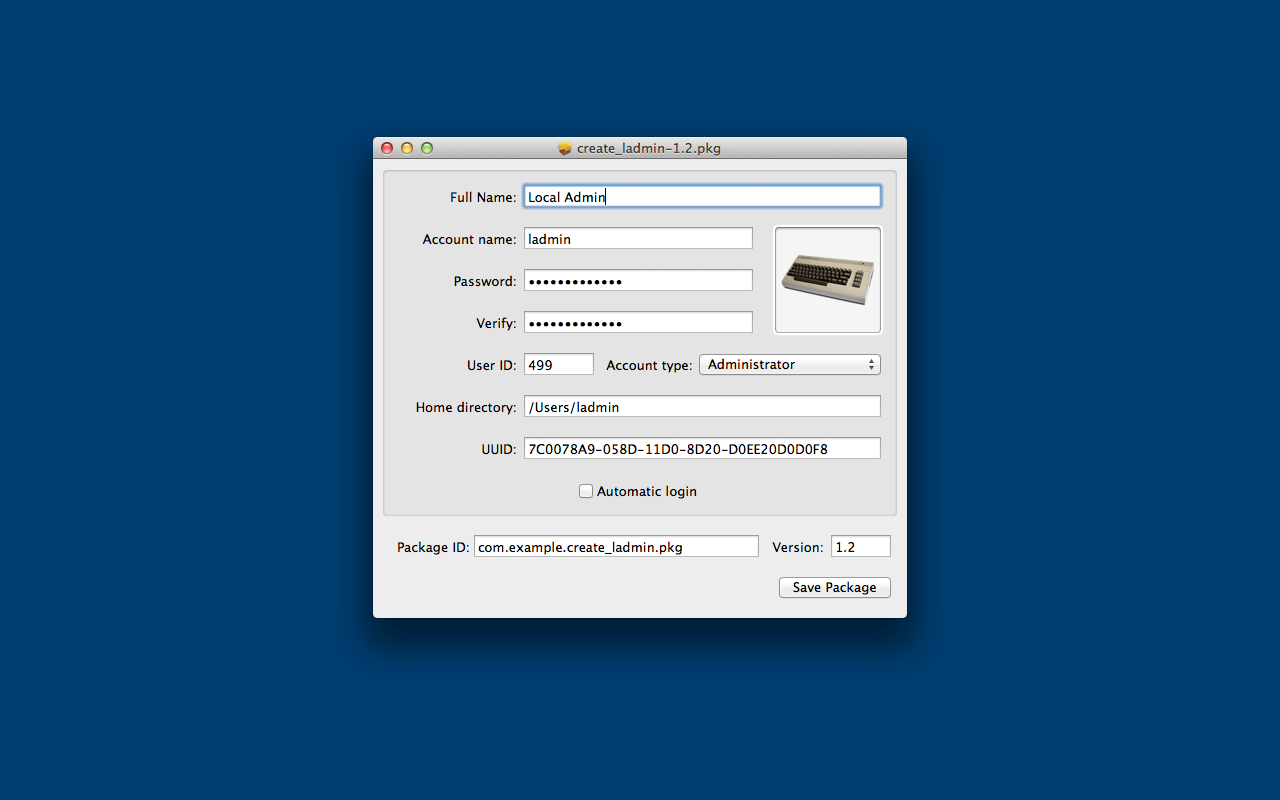 create_ladmin-1.2.pkg
Full Name: Local Admin
Account name: ladmin
Password: •••••••••••••
Verify: •••••••••••••
User ID: 499 Account type: Administrator
Home directory: /Users/ladmin
UUID: 7C0078A9-058D-11D0-8D20-D0EE20D0D0F8
Automatic login
Package ID: com.example.create_ladmin.pkg Version: 1.2
Save Package